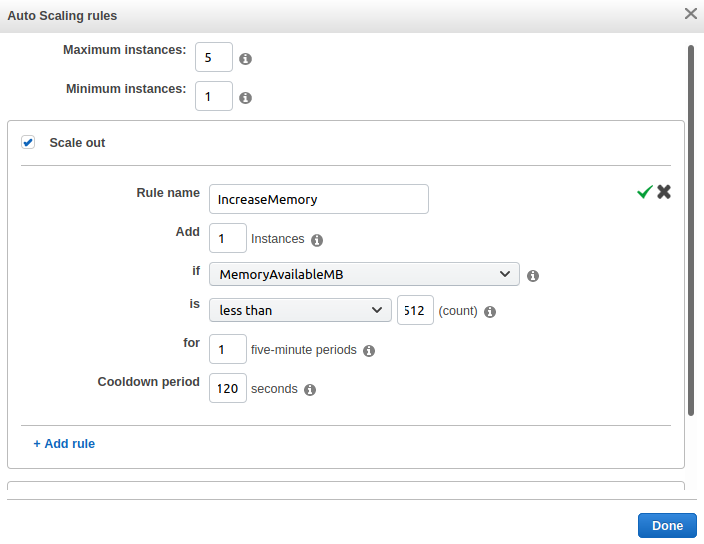 Auto Scaling rules
Maximum instances: 5
Minimum instances: 1
Scale out
Rule name IncreaseMemory
Add 1 Instances
if MemoryAvailableMB
is less than 512 (count)
for 1 five-minute periods
Cooldown period 120 seconds
+ Add rule
Done